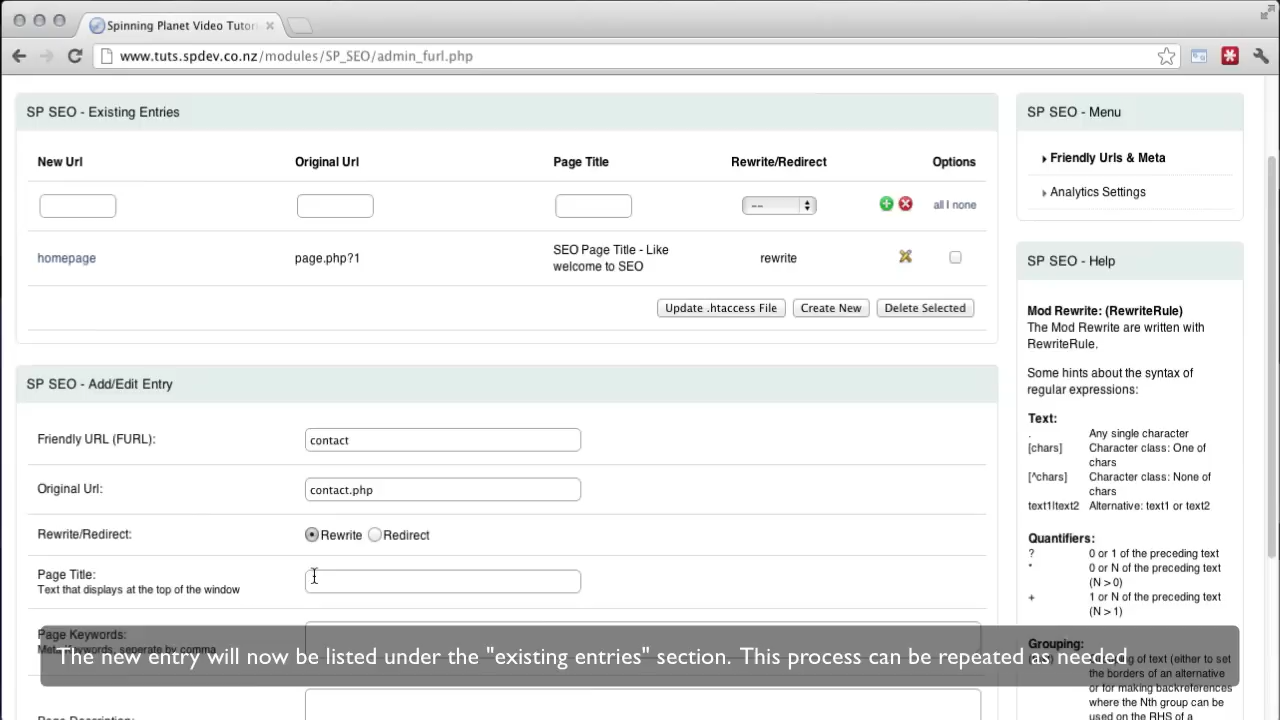 Spinning Planet Video Tutor
www.tuts.spdev.co.nz/modules/SP_SEO/admin_furl.php
SP SEO - Existing Entries
New Url Original Url Page Title Rewrite/Redirect Options
-- all | none
homepage page.php?1 SEO Page Title - Like welcome to SEO rewrite
Update .htaccess File Create New Delete Selected
SP SEO - Add/Edit Entry
Friendly URL (FURL): contact
Original Url: contact.php
Rewrite/Redirect: Rewrite Redirect
Page Title:
Text that displays at the top of the window
Page Keywords:
Meta Keywords, seperate by comma
The new entry will now be listed under the "existing entries" section. This process can be repeated as needed.
Page Description:
SP SEO - Menu
Friendly Urls & Meta
Analytics Settings
SP SEO - Help
Mod Rewrite: (RewriteRule)
The Mod Rewrite are written with
RewriteRule.
Some hints about the syntax of
regular expressions:
Text:
. Any single character
[chars] Character class: One of
chars
[^chars] Character class: None of
chars
text1|text2 Alternative: text1 or text2
Quantifiers:
? 0 or 1 of the preceding text
* 0 or N of the preceding text
(N > 0)
+ 1 or N of the preceding text
(N > 1)
Grouping:
of text (either to set
the borders of an alternative
or for making backreferences
where the Nth group can be
used on the RHS of a